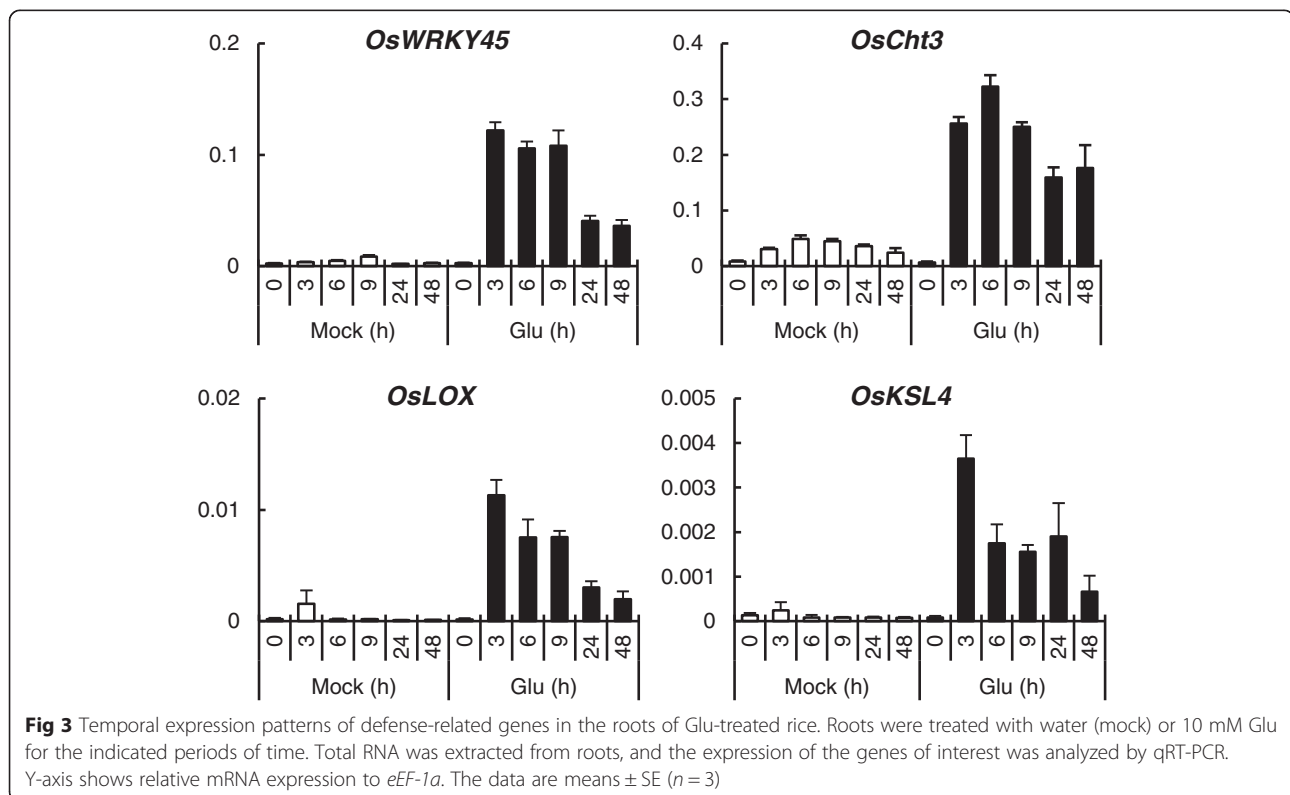 OsWRKY45
0.2
0.1
0
0 3 6 9 24 48 0 3 6 9 24 48
Mock (h) Glu (h)
OsCht3
0.4
0.3
0.2
0.1
0
0 3 6 9 24 48 0 3 6 9 24 48
Mock (h) Glu (h)
OsLOX
0.02
0.01
0
0 3 6 9 24 48 0 3 6 9 24 48
Mock (h) Glu (h)
OsKSL4
0.005
0.004
0.003
0.002
0.001
0
0 3 6 9 24 48 0 3 6 9 24 48
Mock (h) Glu (h)
Fig 3 Temporal expression patterns of defense-related genes in the roots of Glu-treated rice. Roots were treated with water (mock) or 10 mM Glu
for the indicated periods of time. Total RNA was extracted from roots, and the expression of the genes of interest was analyzed by qRT-PCR.
Y-axis shows relative mRNA expression to eEF-1a. The data are means ± SE (n = 3)